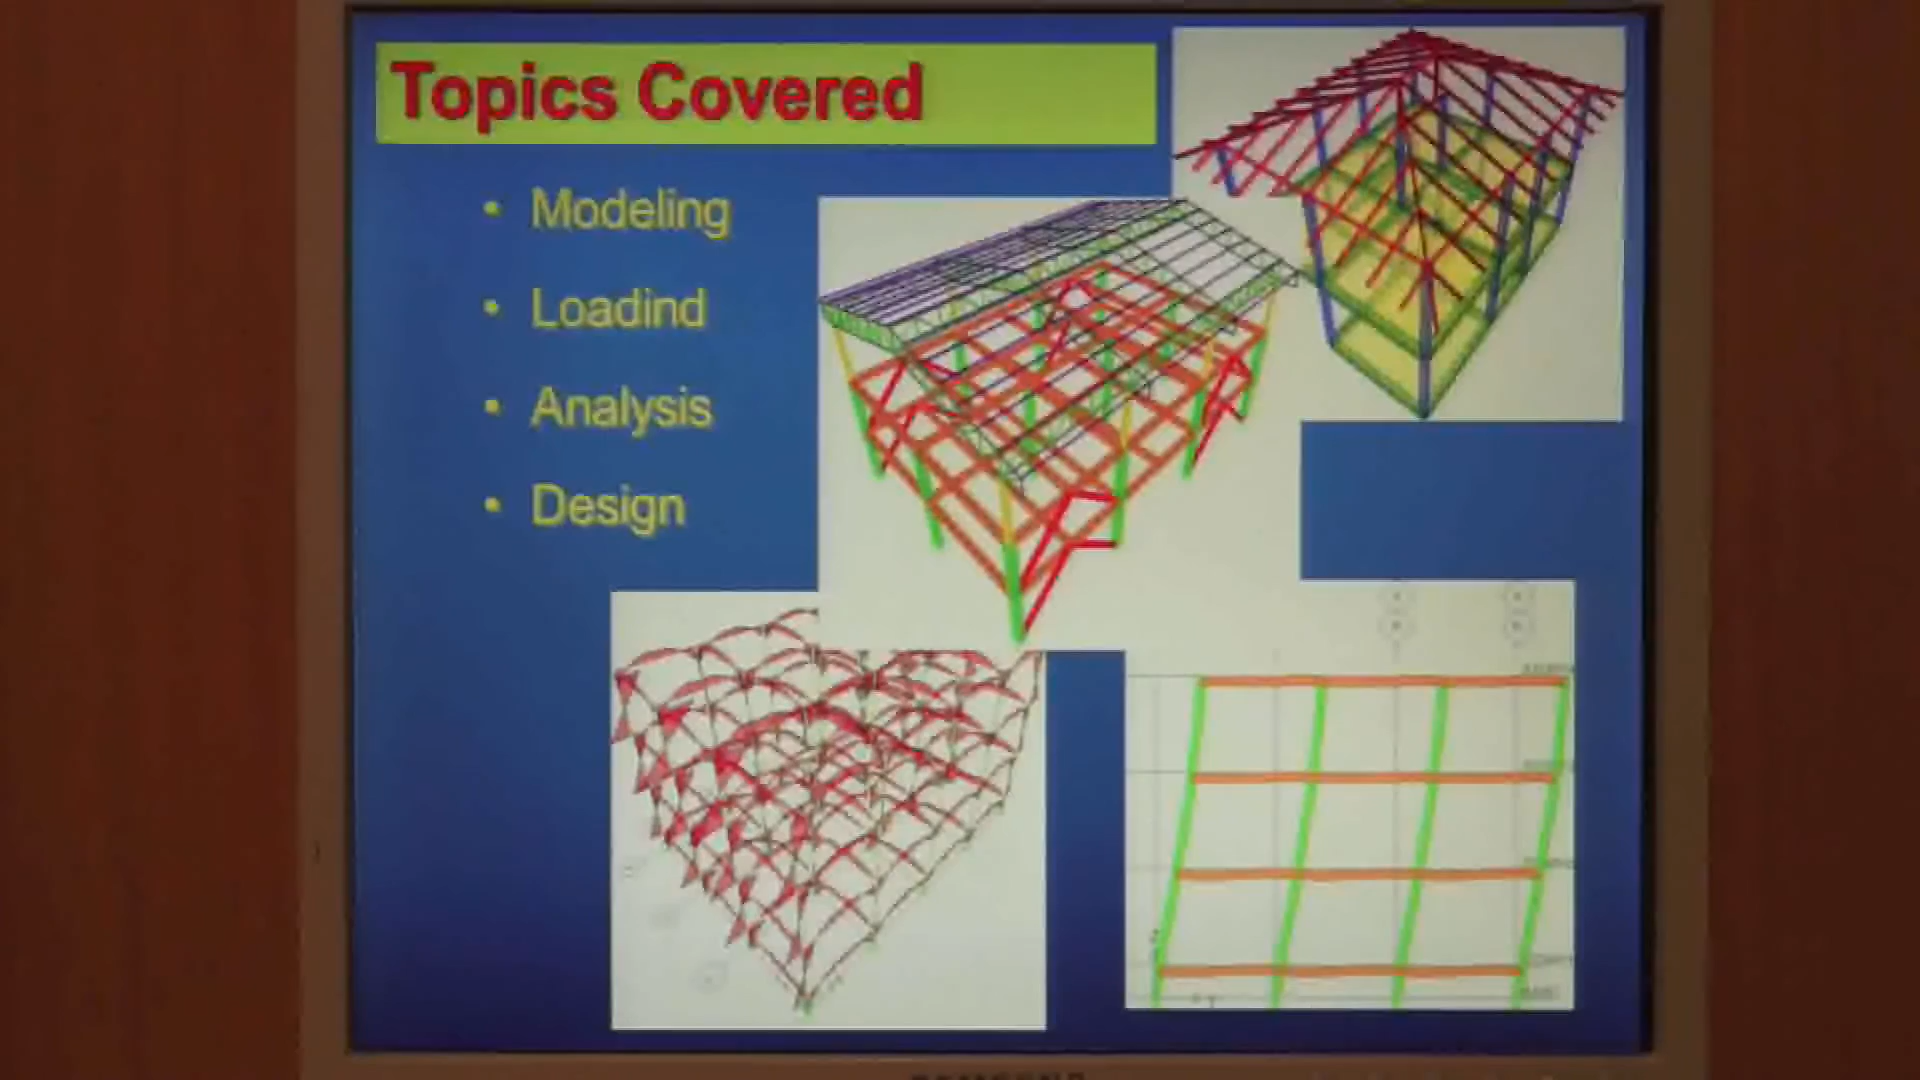 Topics Covered
• Modeling
• Loadind
• Analysis
• Design